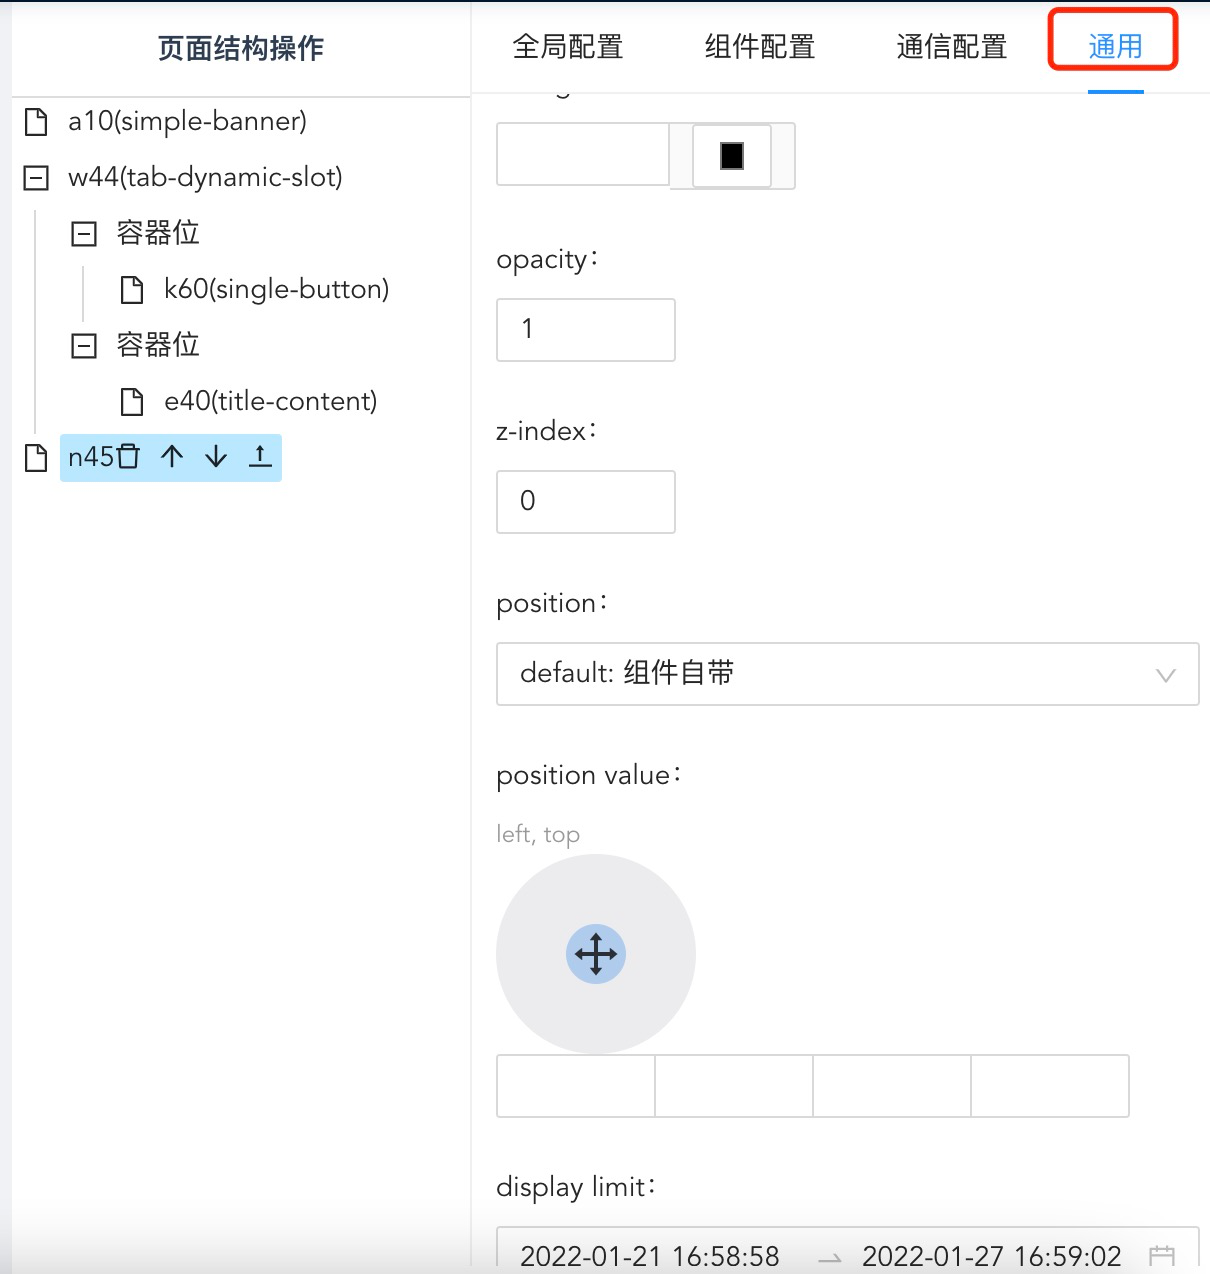 页面结构操作
全局配置 组件配置 通信配置 通用
a10(simple-banner)
w44(tab-dynamic-slot)
容器位
k60(single-button)
容器位
e40(title-content)
n45
opacity：
1
z-index：
0
position：
default: 组件自带
position value：
left, top
display limit：
2022-01-21 16:58:58 → 2022-01-27 16:59:02